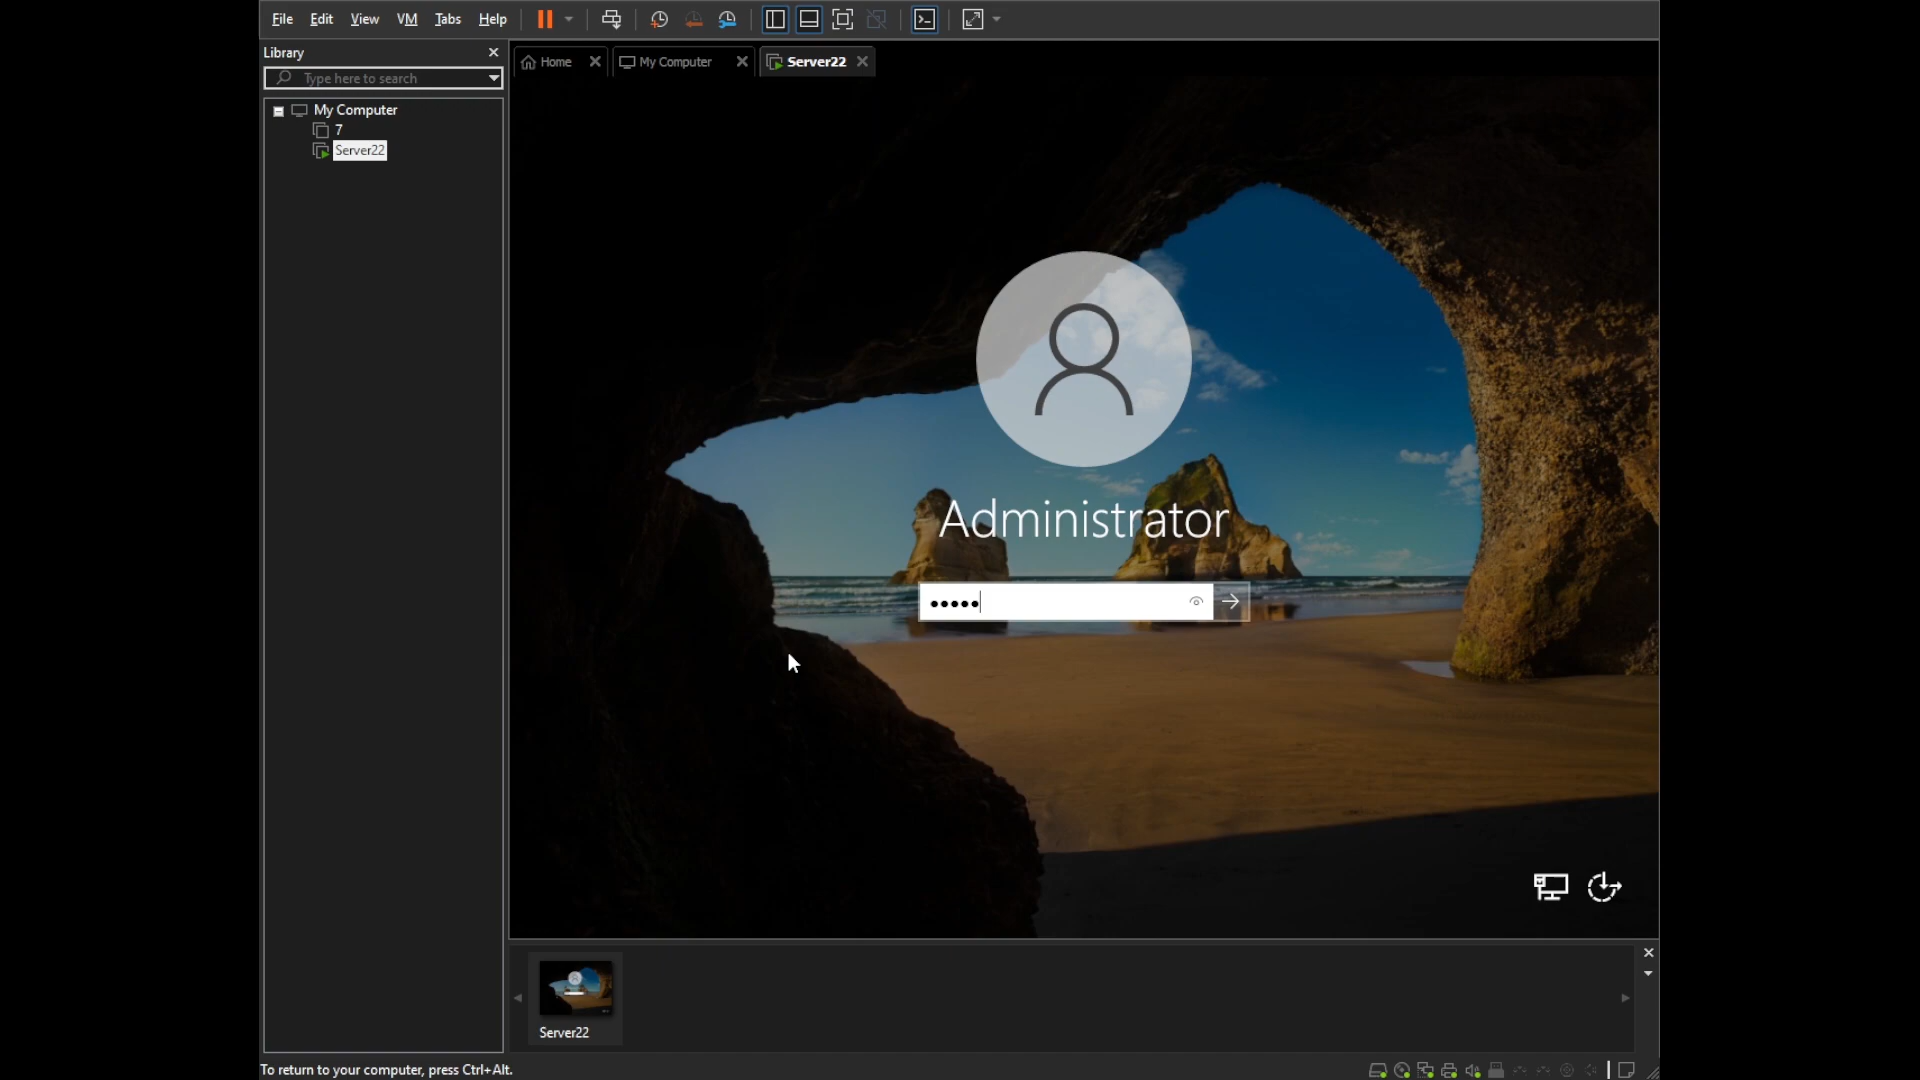 File Edit View VM Tabs Help
Library
Home
My Computer
Server22
Type here to search
My Computer
7
Server22
Administrator
Server22
To return to your computer, press Ctrl+Alt.